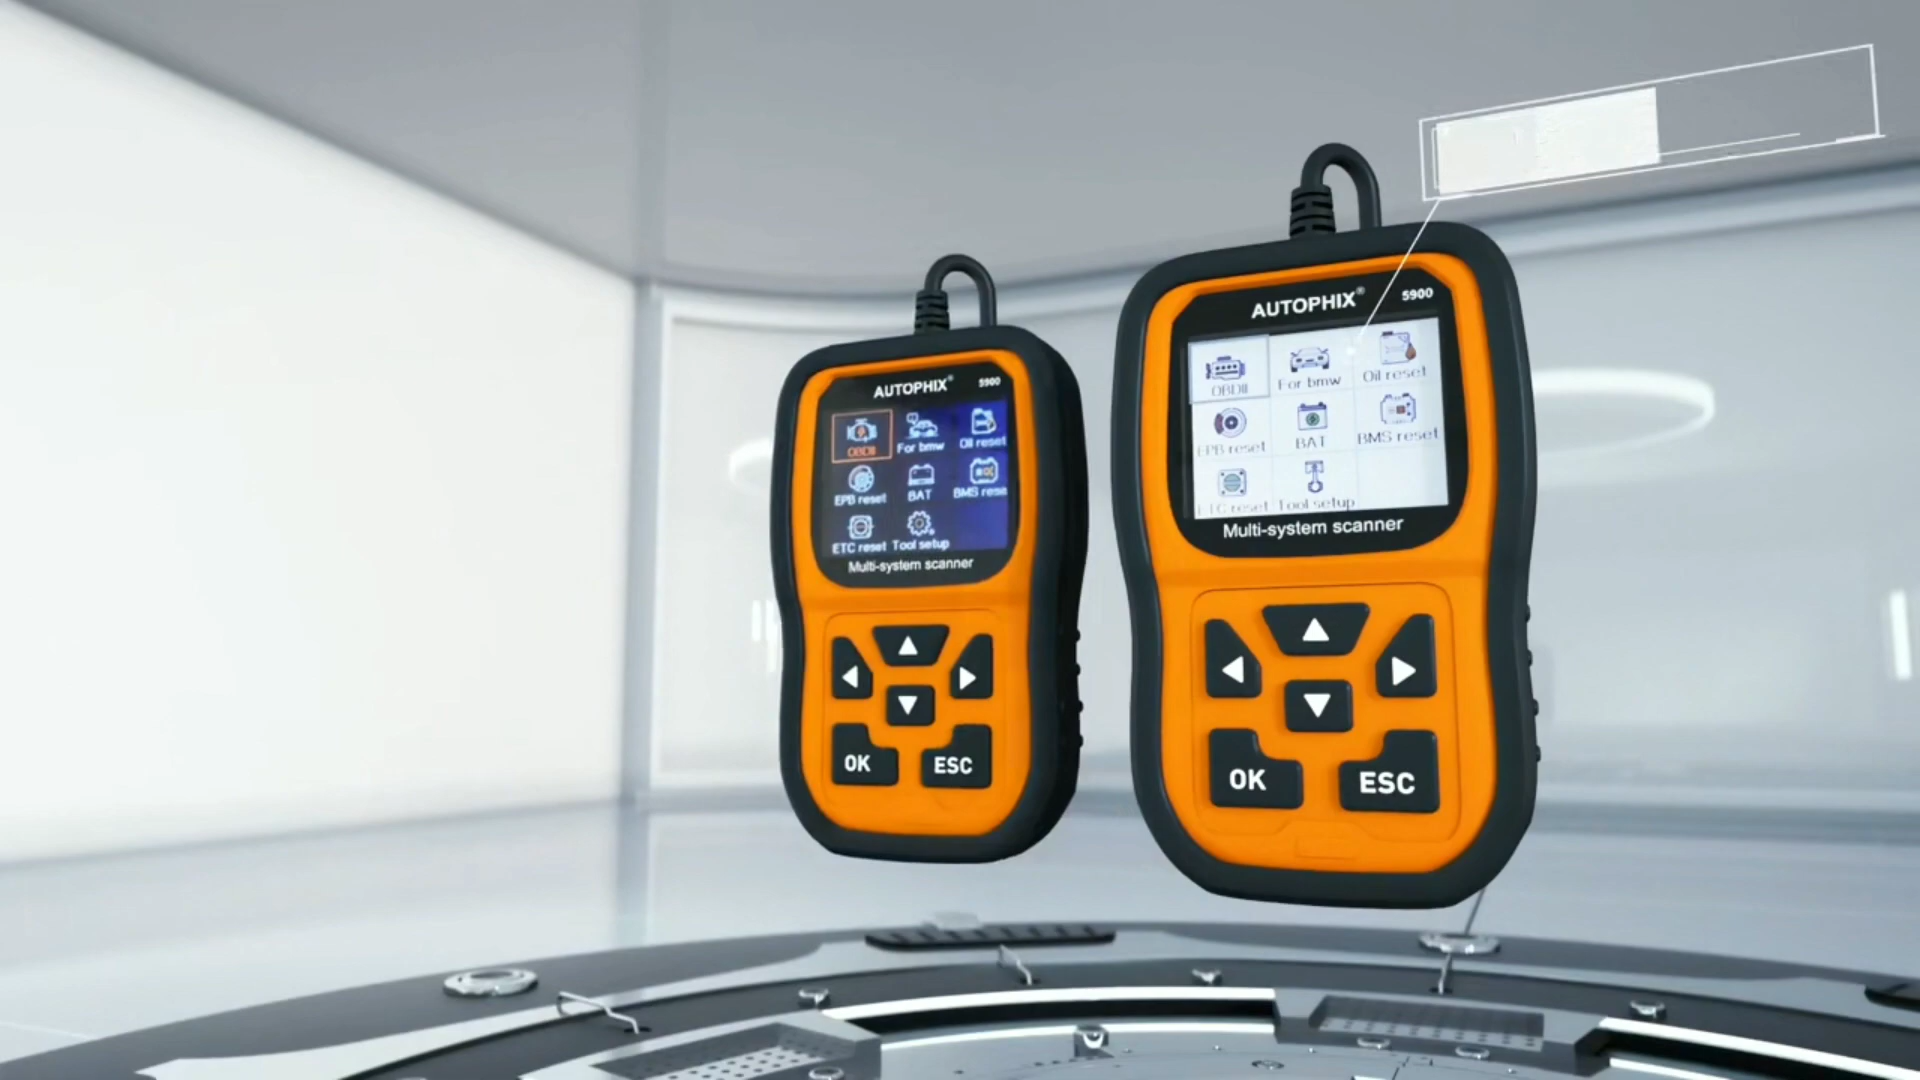 AUTOPHIX® 5900
OBDII For bmw Oil reset
EPB reset BAT BMS rese
ETC reset Tool setup
Multi-system scanner
OK ESC
AUTOPHIX® 5900
OBDII For bmw Oil reset
EPB reset BAT BMS reset
ETC reset Tool setup
Multi-system scanner
OK ESC